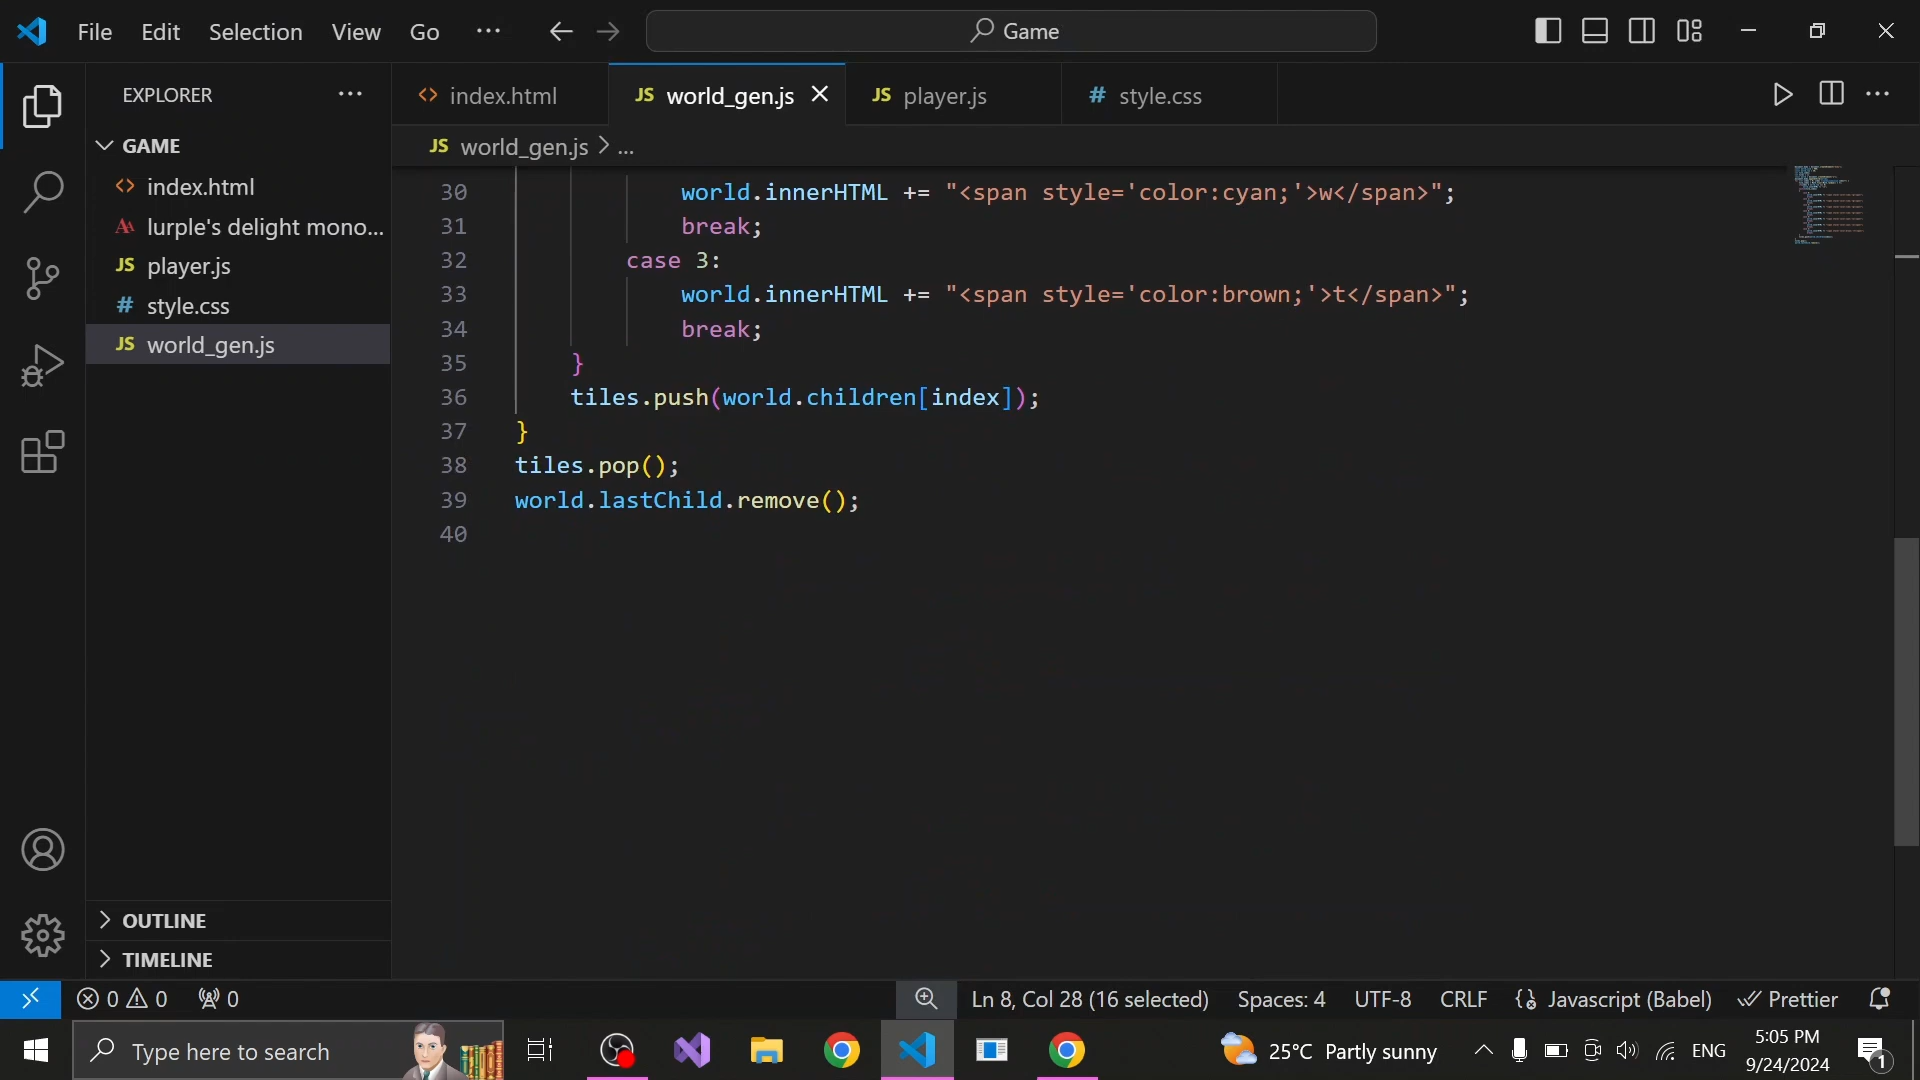 File Edit Selection View Go ··· Game
EXPLORER ···
GAME
index.html
lurple's delight mono...
player.js
style.css
JS world_gen.js
OUTLINE
TIMELINE
index.html JS world_gen.js JS player.js # style.css
JS world_gen.js > ...
30 world.innerHTML += "<span style='color:cyan;'>w</span>";
31 break;
32 case 3:
33 world.innerHTML += "<span style='color:brown;'>t</span>";
34 break;
35 }
36 tiles.push(world.children[index]);
37 }
38 tiles.pop();
39 world.lastChild.remove();
40
0 0 0 Ln 8, Col 28 (16 selected) Spaces: 4 UTF-8 CRLF Javascript (Babel) Prettier
Type here to search 25°C Partly sunny ENG 5:05 PM
9/24/2024 1